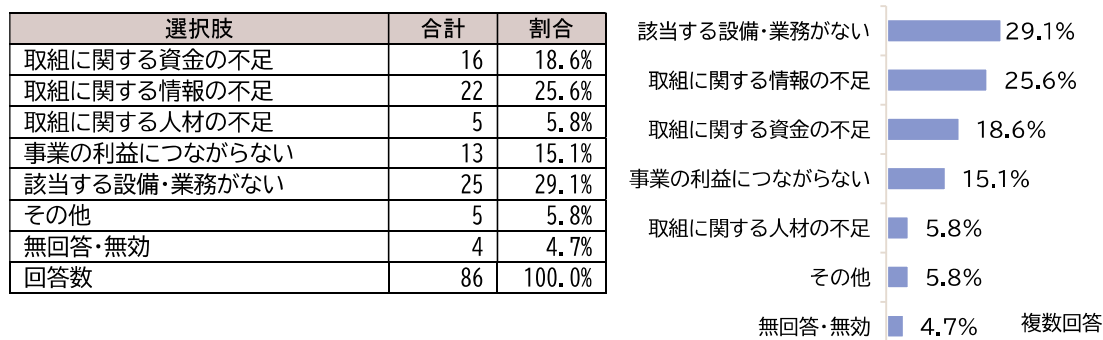 選択肢 合計 割合
取組に関する資金の不足 16 18.6%
取組に関する情報の不足 22 25.6%
取組に関する人材の不足 5 5.8%
事業の利益につながらない 13 15.1%
該当する設備・業務がない 25 29.1%
その他 5 5.8%
無回答・無効 4 4.7%
回答数 86 100.0%
該当する設備・業務がない 29.1%
取組に関する情報の不足 25.6%
取組に関する資金の不足 18.6%
事業の利益につながらない 15.1%
取組に関する人材の不足 5.8%
その他 5.8%
無回答・無効 4.7%
複数回答